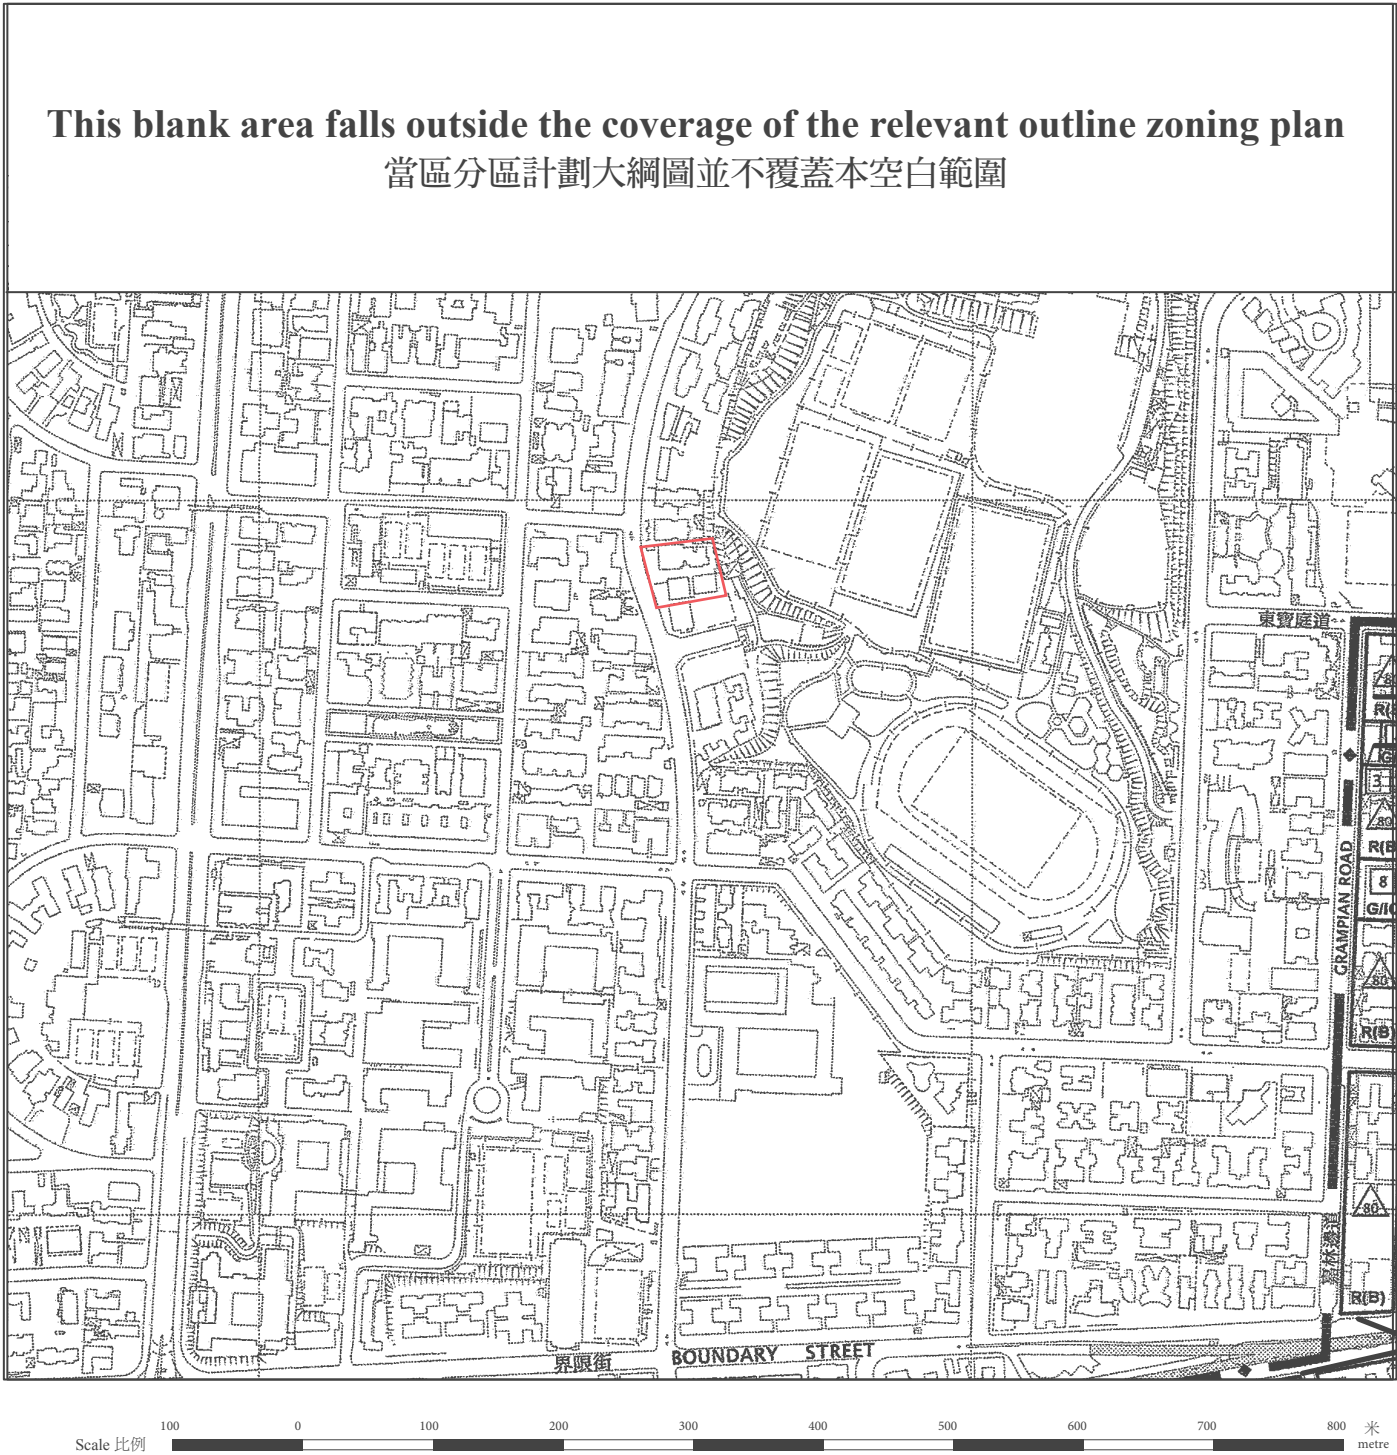 This blank area falls outside the coverage of the relevant outline zoning plan
當區分區計劃大綱圖並不覆蓋本空白範圍
東寶庭道
R(
3
80
R(B
8
G/IC
GRAMPIAN ROAD
80
R(B)
80
R(B)
界限街 BOUNDARY STREET
100 0 100 200 300 400 500 600 700 800 米
Scale 比例 metre